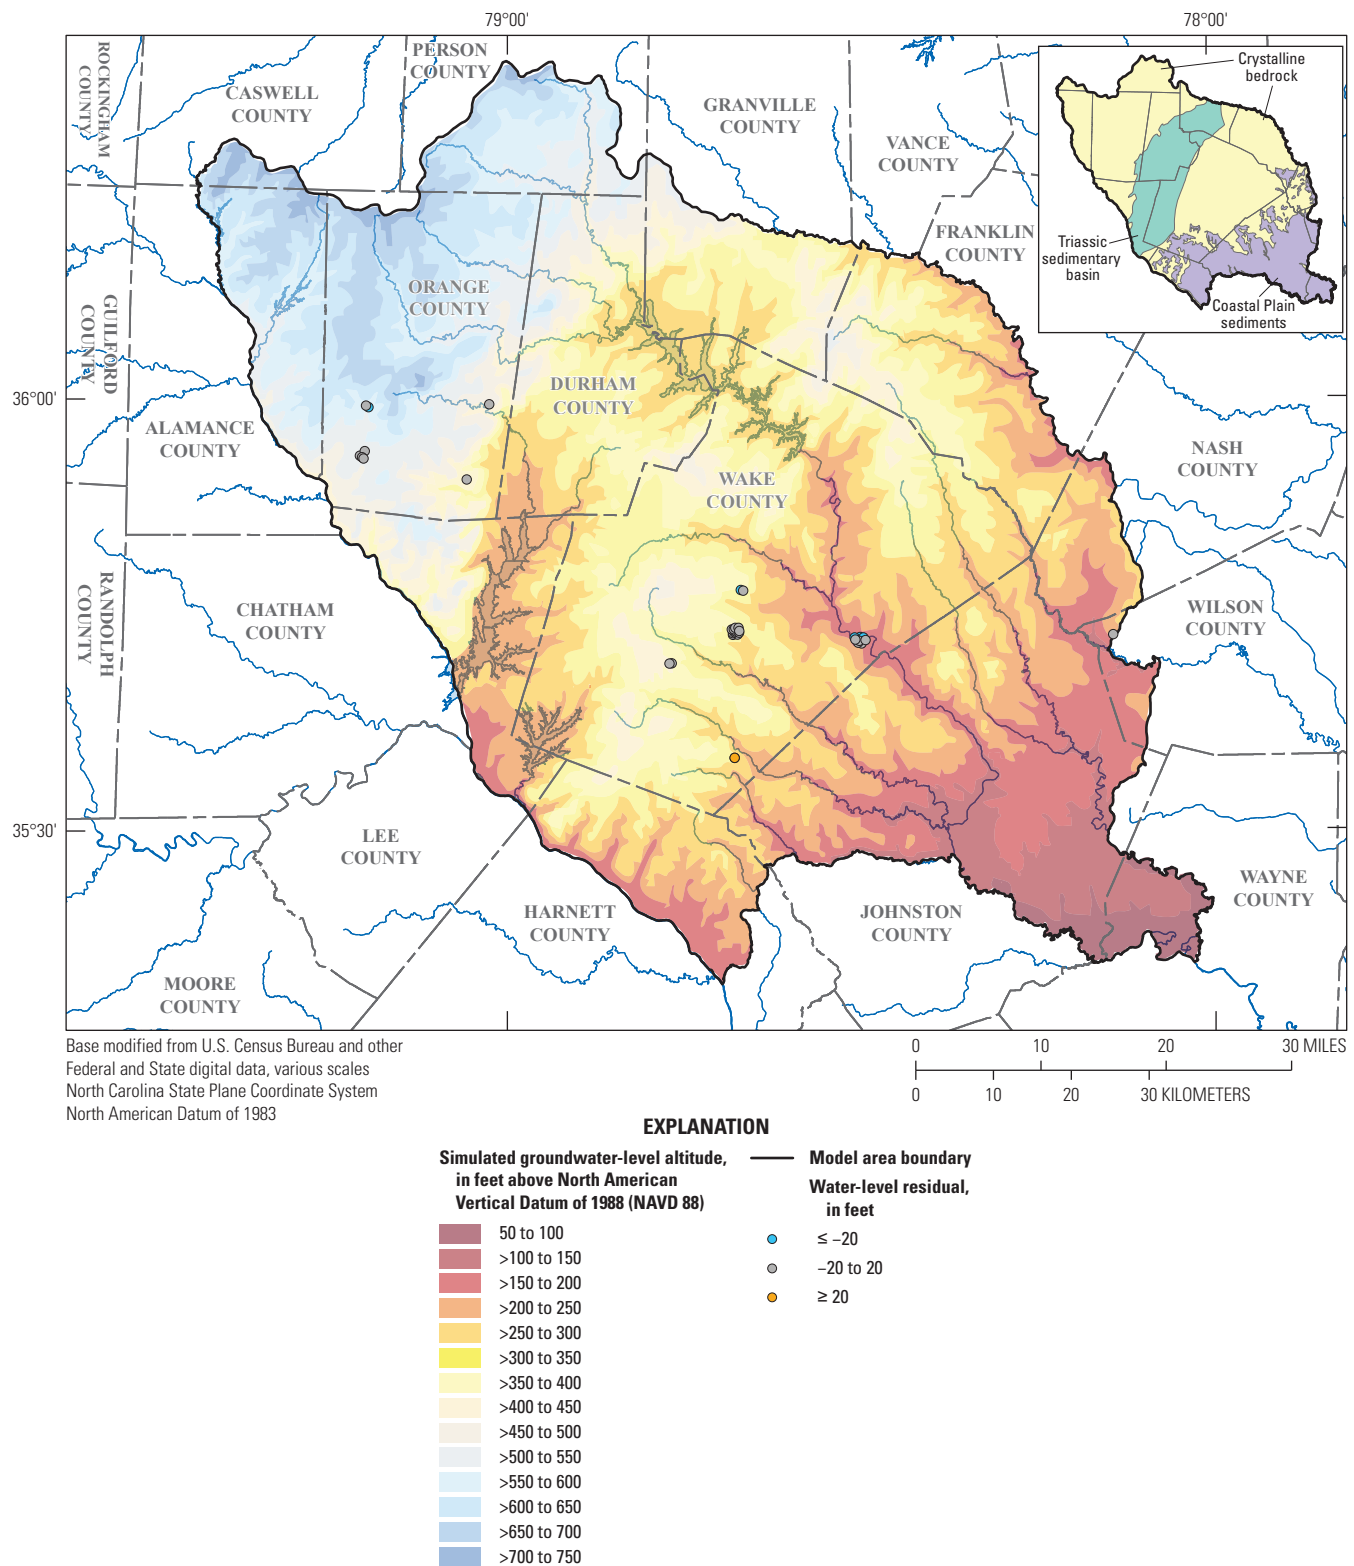 79°00'
78°00'
ROCKINGHAM
COUNTY
PERSON
COUNTY
CASWELL
COUNTY
GRANVILLE
COUNTY
VANCE
COUNTY
FRANKLIN
COUNTY
Crystalline
bedrock
Triassic
sedimentary
basin
Coastal Plain
sediments
ORANGE
COUNTY
GUILFORD
COUNTY
DURHAM
COUNTY
36°00'
ALAMANCE
COUNTY
NASH
COUNTY
WAKE
COUNTY
RANDOLPH
COUNTY
CHATHAM
COUNTY
WILSON
COUNTY
35°30'
LEE
COUNTY
WAYNE
COUNTY
HARNETT
COUNTY
JOHNSTON
COUNTY
MOORE
COUNTY
Base modified from U.S. Census Bureau and other
Federal and State digital data, various scales
North Carolina State Plane Coordinate System
North American Datum of 1983
0 10 20 30 MILES
0 10 20 30 KILOMETERS
EXPLANATION
Simulated groundwater-level altitude,
in feet above North American
Vertical Datum of 1988 (NAVD 88)
50 to 100
>100 to 150
>150 to 200
>200 to 250
>250 to 300
>300 to 350
>350 to 400
>400 to 450
>450 to 500
>500 to 550
>550 to 600
>600 to 650
>650 to 700
>700 to 750
Model area boundary
Water-level residual,
in feet
≤ −20
−20 to 20
≥ 20